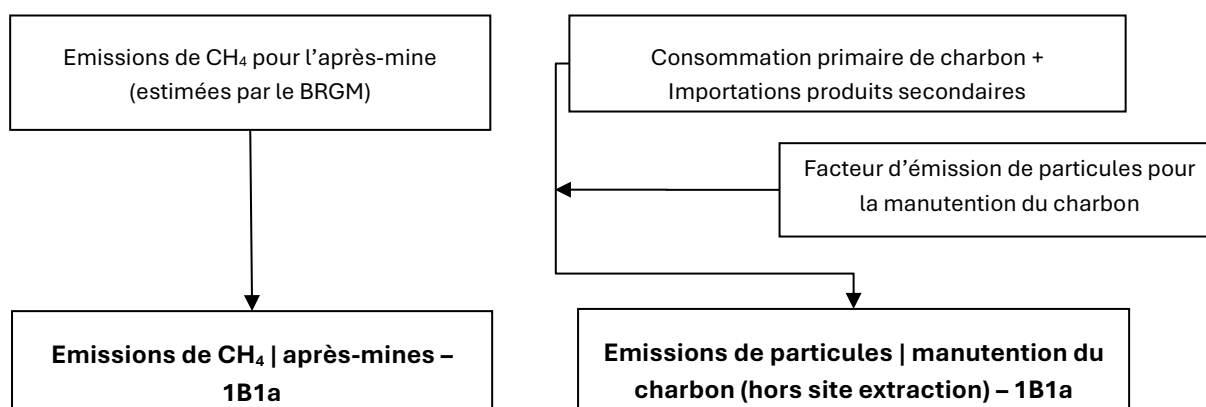 Emissions de CH₄ pour l’après-mine
(estimées par le BRGM)
Consommation primaire de charbon +
Importations produits secondaires
Facteur d’émission de particules pour
la manutention du charbon
Emissions de CH₄ | après-mines –
1B1a
Emissions de particules | manutention du
charbon (hors site extraction) – 1B1a